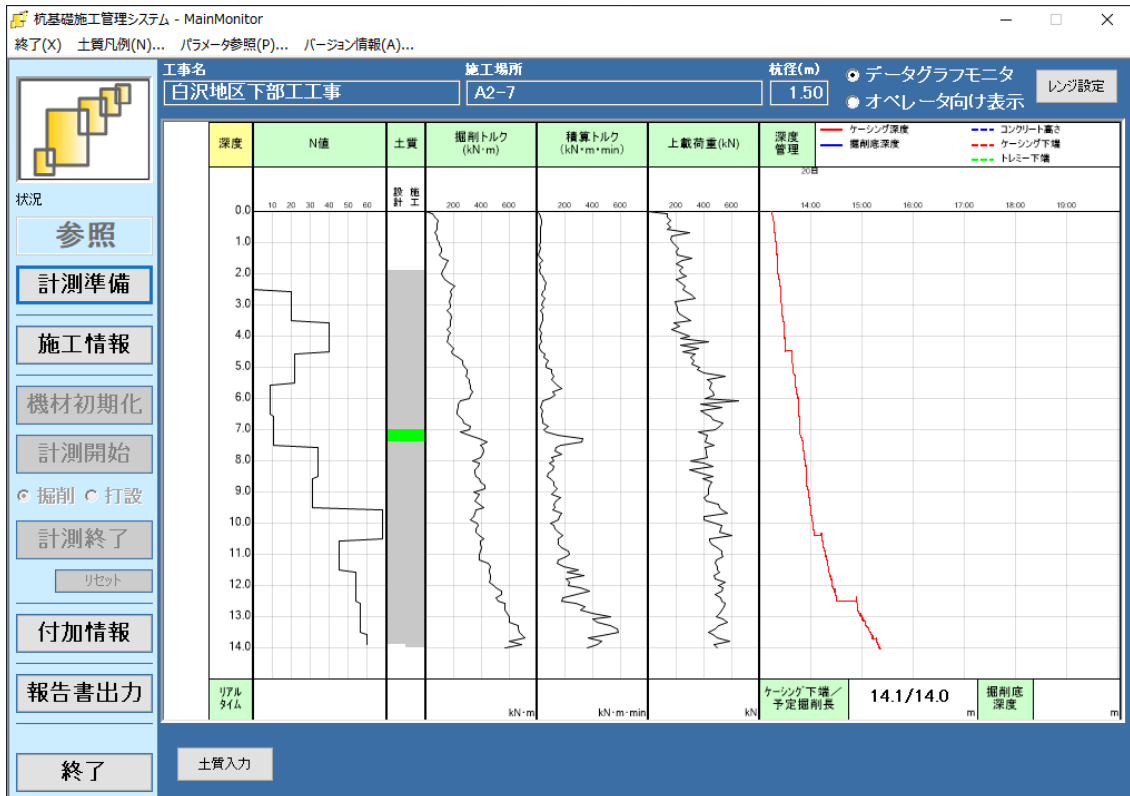 杭基礎施工管理システム - MainMonitor
終了(X) 土質凡例(N)... パラメータ参照(P)... バージョン情報(A)...
工事名 施工場所 杭径(m)
白沢地区下部工工事 A2-7 1.50
データグラフモニタ
オペレータ向け表示
レンジ設定
状況
参照
計測準備
施工情報
機材初期化
計測開始
掘削 打設
計測終了
リセット
付加情報
報告書出力
終了
深度 N値 土質 掘削トルク (kN·m) 積算トルク (kN·m·min) 上載荷重(kN) 深度管理
ケーシング深度 コンクリート高さ
掘削底深度 ケーシング下端
トレミー下端
20日
設計 施工
10 20 30 40 50 60 200 400 600 200 400 600 200 400 600 14:00 15:00 16:00 17:00 18:00 19:00
0.0
1.0
2.0
3.0
4.0
5.0
6.0
7.0
8.0
9.0
10.0
11.0
12.0
13.0
14.0
リアルタイム kN·m kN·m·min kN ケーシング下端／予定掘削長 14.1/14.0 m 掘削底深度 m
土質入力